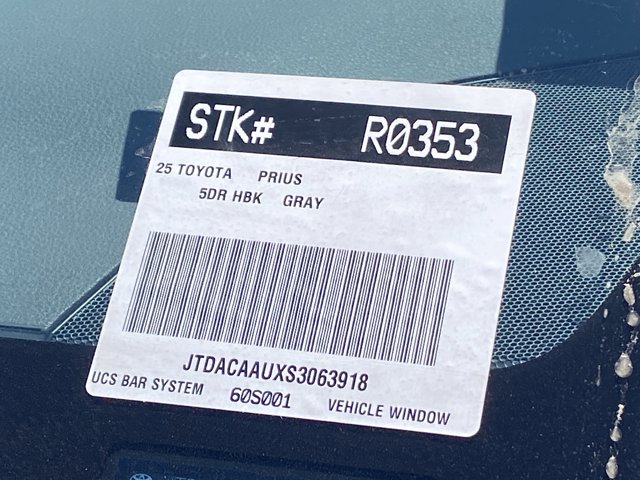 STK# R0353
25 TOYOTA PRIUS
5DR HBK GRAY
JTDACAAUXS3063918
UCS BAR SYSTEM 60S001 VEHICLE WINDOW